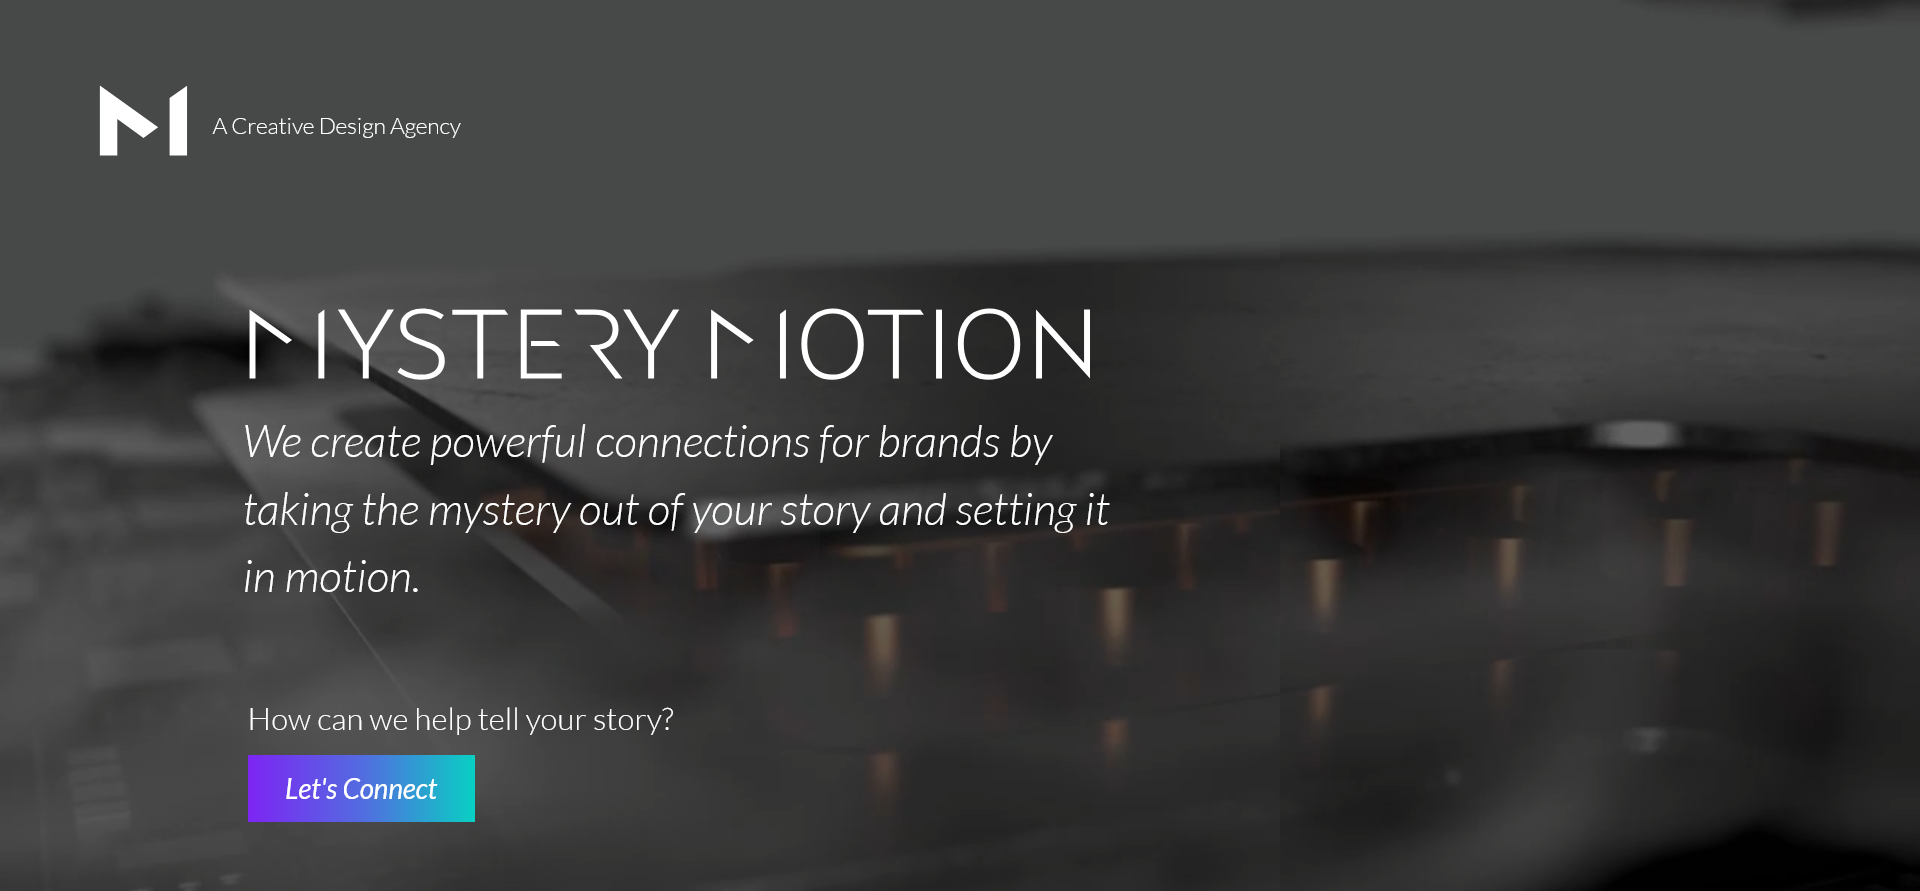 M
A Creative Design Agency
MYSTERY MOTION
We create powerful connections for brands by
taking the mystery out of your story and setting it
in motion.
How can we help tell your story?
Let's Connect